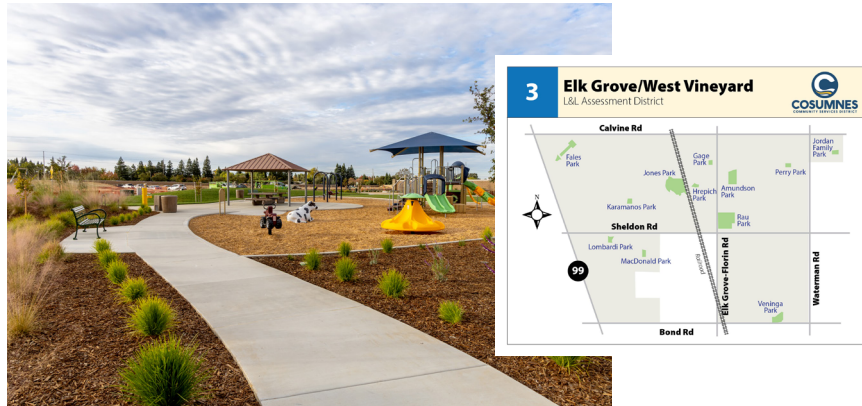 3
Elk Grove/West Vineyard
L&L Assessment District
COSUMNES
COMMUNITY SERVICES DISTRICT
Calvine Rd
Jordan
Family
Park
Fales
Park
Gage
Park
Jones Park
Perry Park
Hrepich
Park
Amundson
Park
Karamanos Park
N
Rau
Park
Sheldon Rd
Lombardi Park
MacDonald Park
99
Railroad
Elk Grove-Florin Rd
Waterman Rd
Veninga
Park
Bond Rd